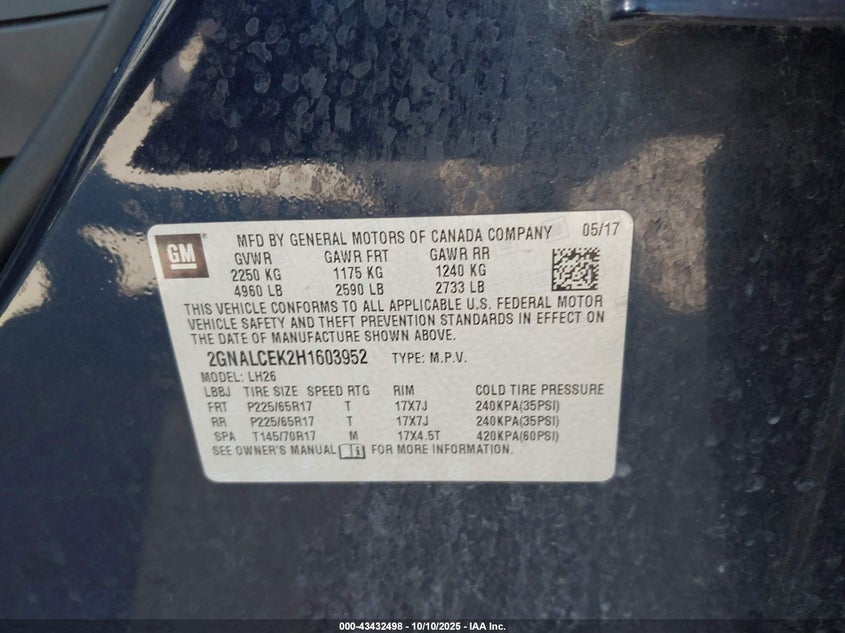 GM
MFD BY GENERAL MOTORS OF CANADA COMPANY 05/17
GVWR GAWR FRT GAWR RR
2250 KG 1175 KG 1240 KG
4960 LB 2590 LB 2733 LB
THIS VEHICLE CONFORMS TO ALL APPLICABLE U.S. FEDERAL MOTOR
VEHICLE SAFETY AND THEFT PREVENTION STANDARDS IN EFFECT ON
THE DATE OF MANUFACTURE SHOWN ABOVE.
2GNALCEK2H1603952 TYPE: M.P.V.
MODEL: LH26
LBBJ TIRE SIZE SPEED RTG RIM COLD TIRE PRESSURE
FRT P225/65R17 T 17X7J 240KPA(35PSI)
RR P225/65R17 T 17X7J 240KPA(35PSI)
SPA T145/70R17 M 17X4.5T 420KPA(60PSI)
SEE OWNER'S MANUAL FOR MORE INFORMATION.
000-43432498 - 10/10/2025 - IAA Inc.